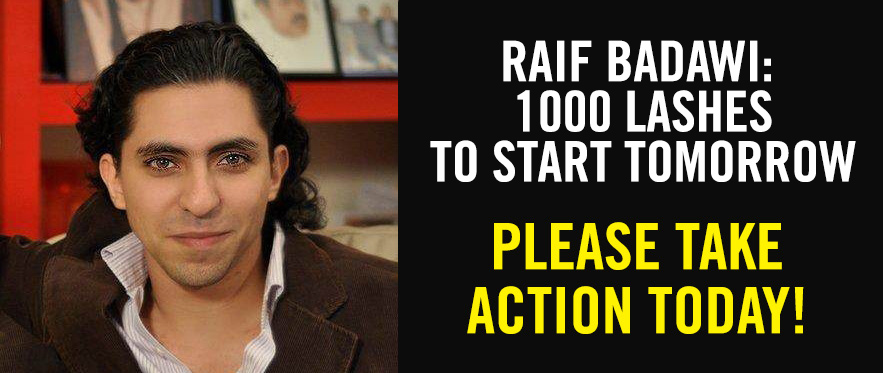 RAIF BADAWI:
1000 LASHES
TO START TOMORROW
PLEASE TAKE
ACTION TODAY!